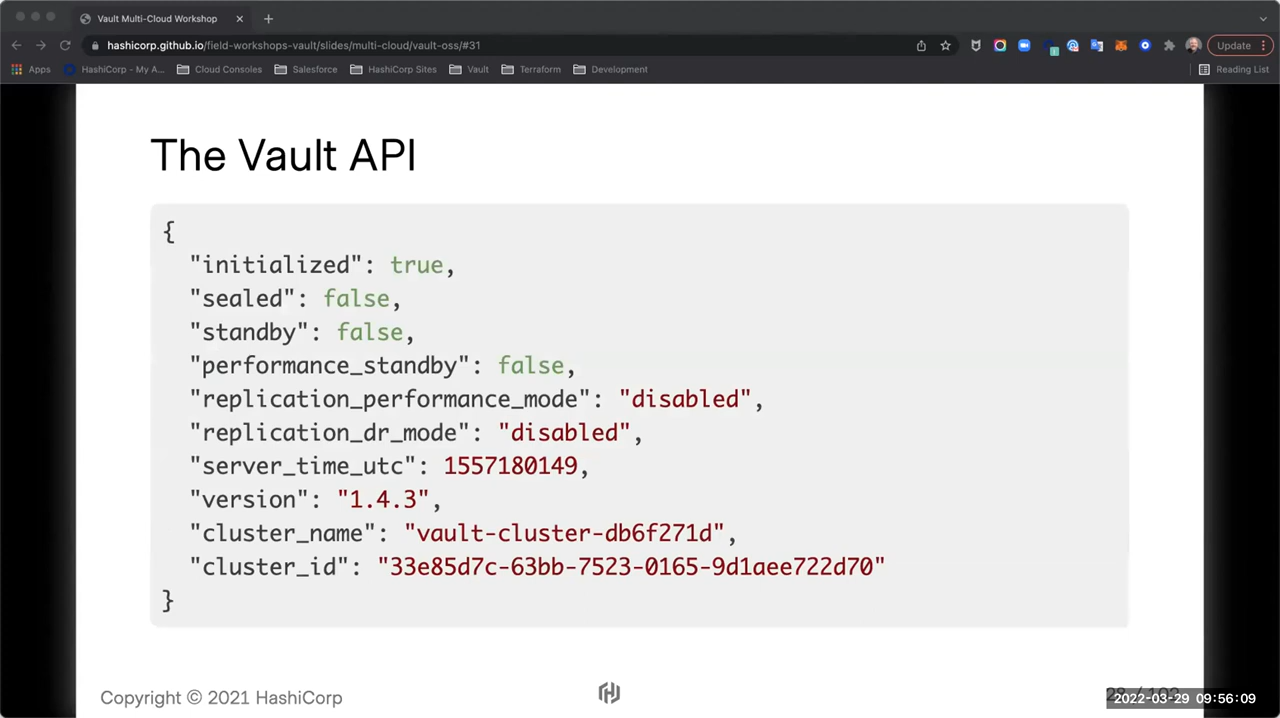 Vault Multi-Cloud Workshop
hashicorp.github.io/field-workshops-vault/slides/multi-cloud/vault-oss/#31
Update
Apps
HashiCorp - My A...
Cloud Consoles
Salesforce
HashiCorp Sites
Vault
Terraform
Development
Reading List
The Vault API
{
"initialized": true,
"sealed": false,
"standby": false,
"performance_standby": false,
"replication_performance_mode": "disabled",
"replication_dr_mode": "disabled",
"server_time_utc": 1557180149,
"version": "1.4.3",
"cluster_name": "vault-cluster-db6f271d",
"cluster_id": "33e85d7c-63bb-7523-0165-9d1aee722d70"
}
Copyright © 2021 HashiCorp
2022-03-29 09:56:09